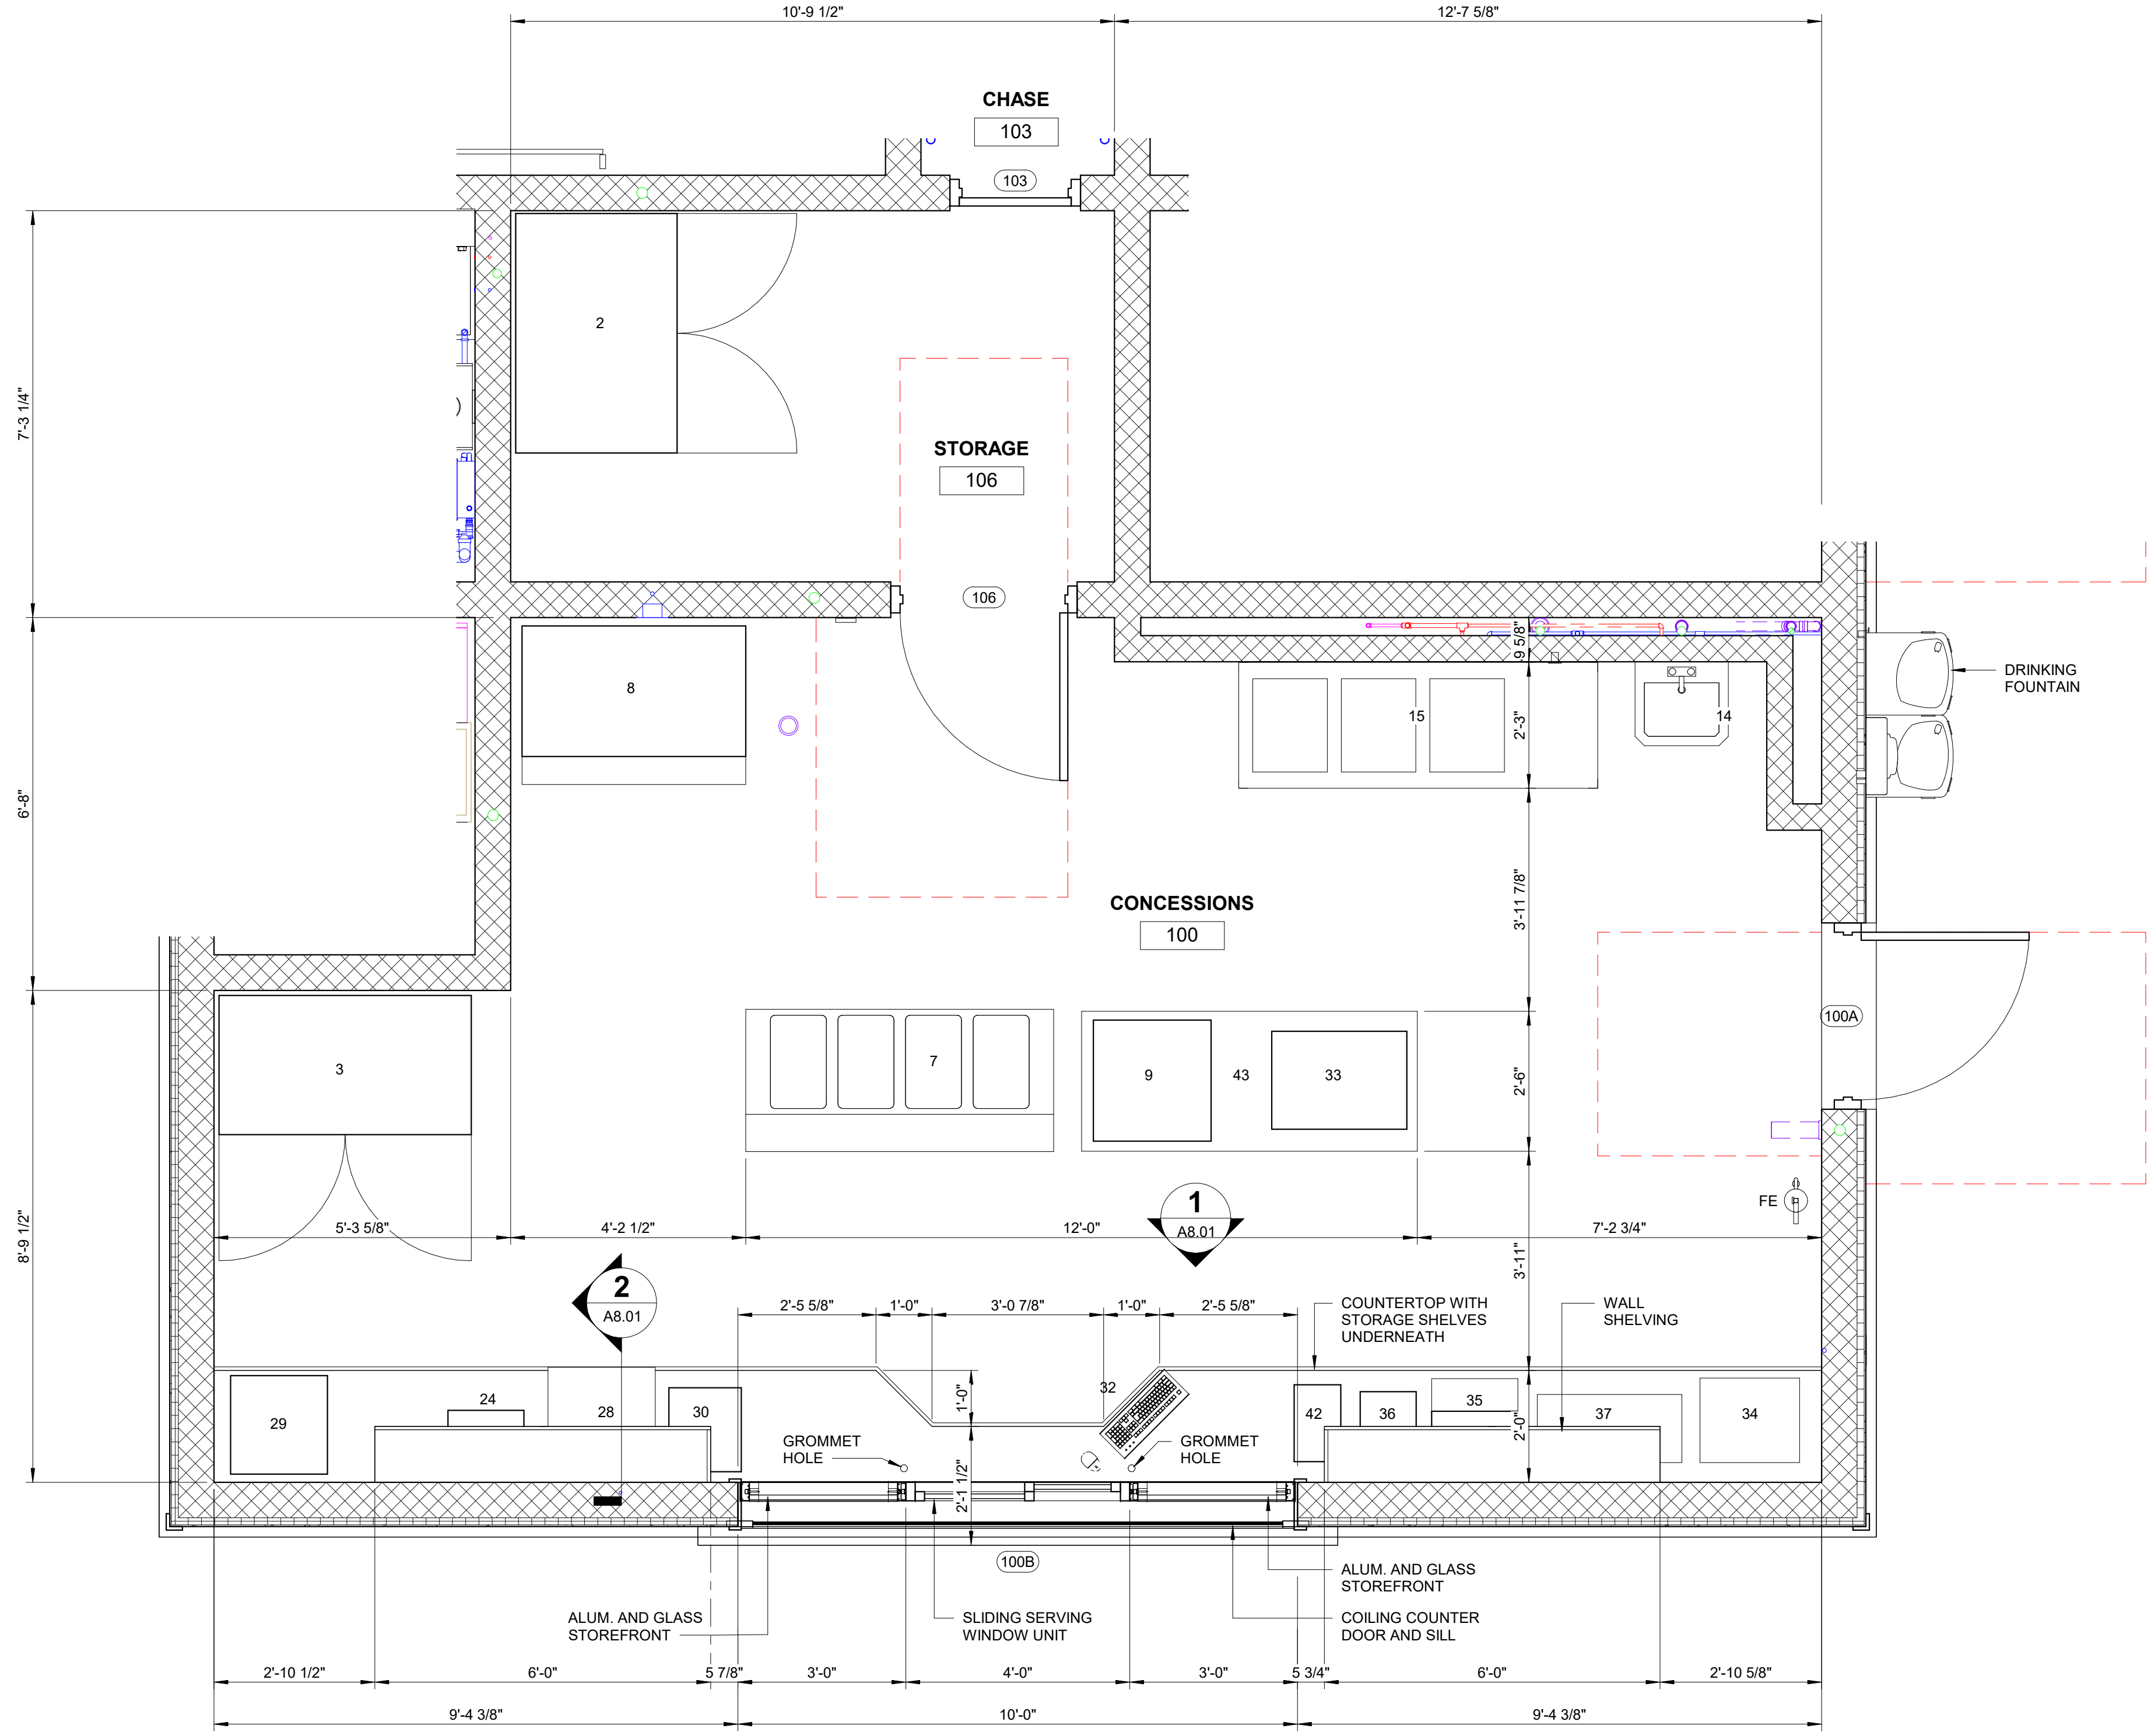 10'-9 1/2"
12'-7 5/8"
CHASE
103
103
7'-3 1/4"
2
STORAGE
106
106
9 5/8"
DRINKING
FOUNTAIN
8
15
14
2'-3"
6'-8"
3'-11 7/8"
CONCESSIONS
100
100A
3
7
9
43
33
2'-6"
FE
1
A8.01
5'-3 5/8"
4'-2 1/2"
12'-0"
7'-2 3/4"
8'-9 1/2"
3'-11"
2
A8.01
2'-5 5/8"
1'-0"
3'-0 7/8"
1'-0"
2'-5 5/8"
COUNTERTOP WITH
STORAGE SHELVES
UNDERNEATH
WALL
SHELVING
29
24
28
30
1'-0"
32
42
36
35
37
34
2'-0"
GROMMET
HOLE
GROMMET
HOLE
2'-1 1/2"
100B
ALUM. AND GLASS
STOREFRONT
ALUM. AND GLASS
STOREFRONT
SLIDING SERVING
WINDOW UNIT
COILING COUNTER
DOOR AND SILL
2'-10 1/2"
6'-0"
5 7/8"
3'-0"
4'-0"
3'-0"
5 3/4"
6'-0"
2'-10 5/8"
9'-4 3/8"
10'-0"
9'-4 3/8"